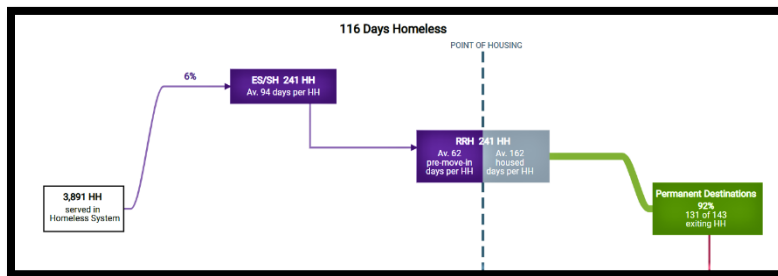 116 Days Homeless
POINT OF HOUSING
6%
ES/SH 241 HH
Av. 94 days per HH
RRH 241 HH
Av. 62
pre-move-in
days per HH
Av. 162
housed
days per HH
3,891 HH
served in
Homeless System
Permanent Destinations
92%
131 of 143
exiting HH